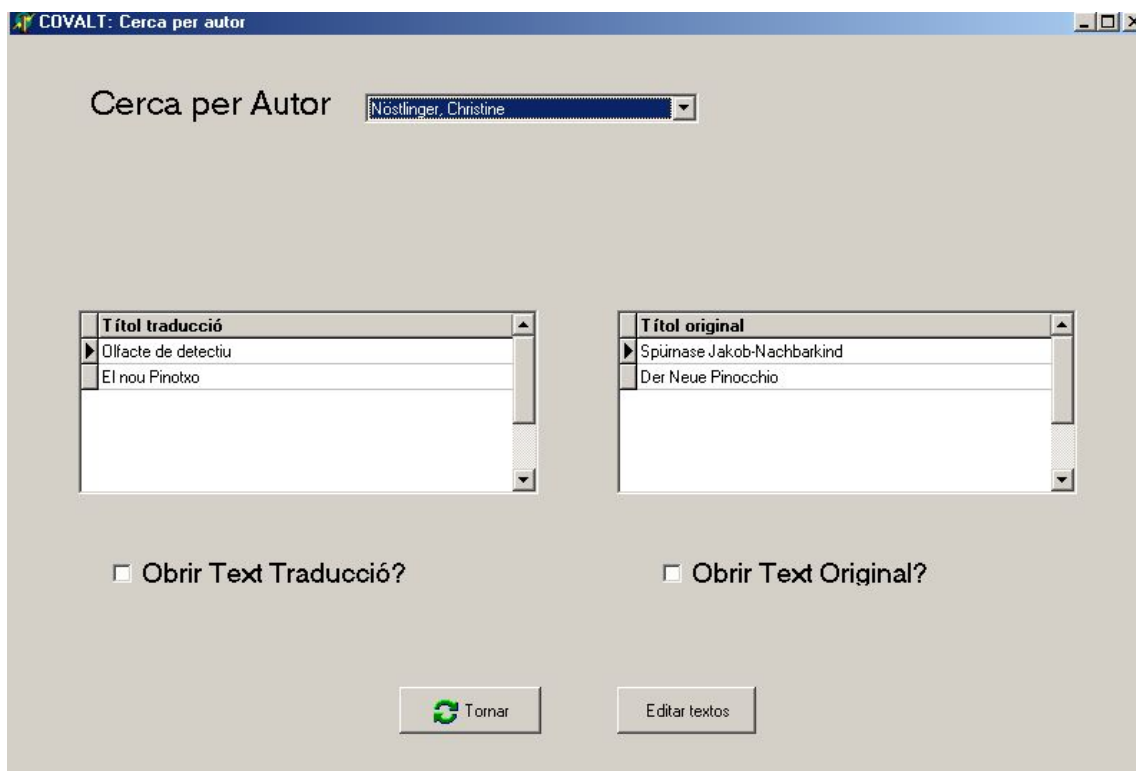 COVALT: Cerca per autor
Cerca per Autor
Nöstlinger, Christine
Títol traducció
Olfacte de detectiu
El nou Pinotxo
Títol original
Spürnase Jakob-Nachbarkind
Der Neue Pinocchio
Obrir Text Traducció?
Obrir Text Original?
Tornar
Editar textos